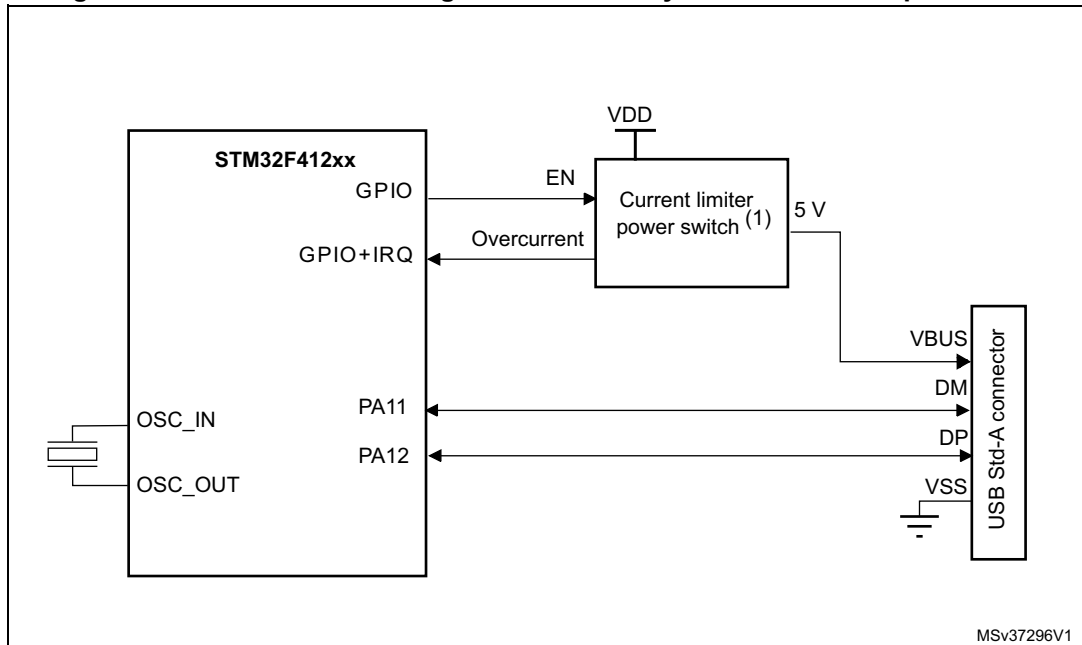 VDD
STM32F412xx
GPIO
EN
Current limiter
power switch (1)
5 V
Overcurrent
GPIO+IRQ
VBUS
DM
PA11
OSC_IN
DP
PA12
OSC_OUT
VSS
USB Std-A connector
MSv37296V1